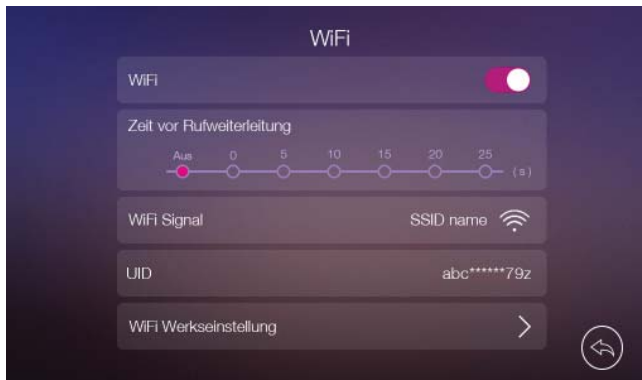 WiFi
WiFi
Zeit vor Rufweiterleitung
Aus 0 5 10 15 20 25 (s)
WiFi Signal SSID name
UID abc******79z
WiFi Werkseinstellung